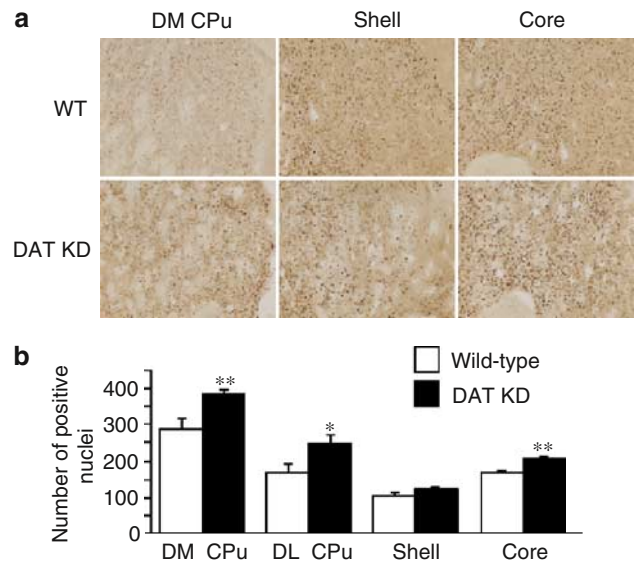 a
DM CPu Shell Core
WT
DAT KD
b
Wild-type
DAT KD
Number of positive
nuclei
400
300
200
100
0
**
*
**
DM CPu DL CPu Shell Core